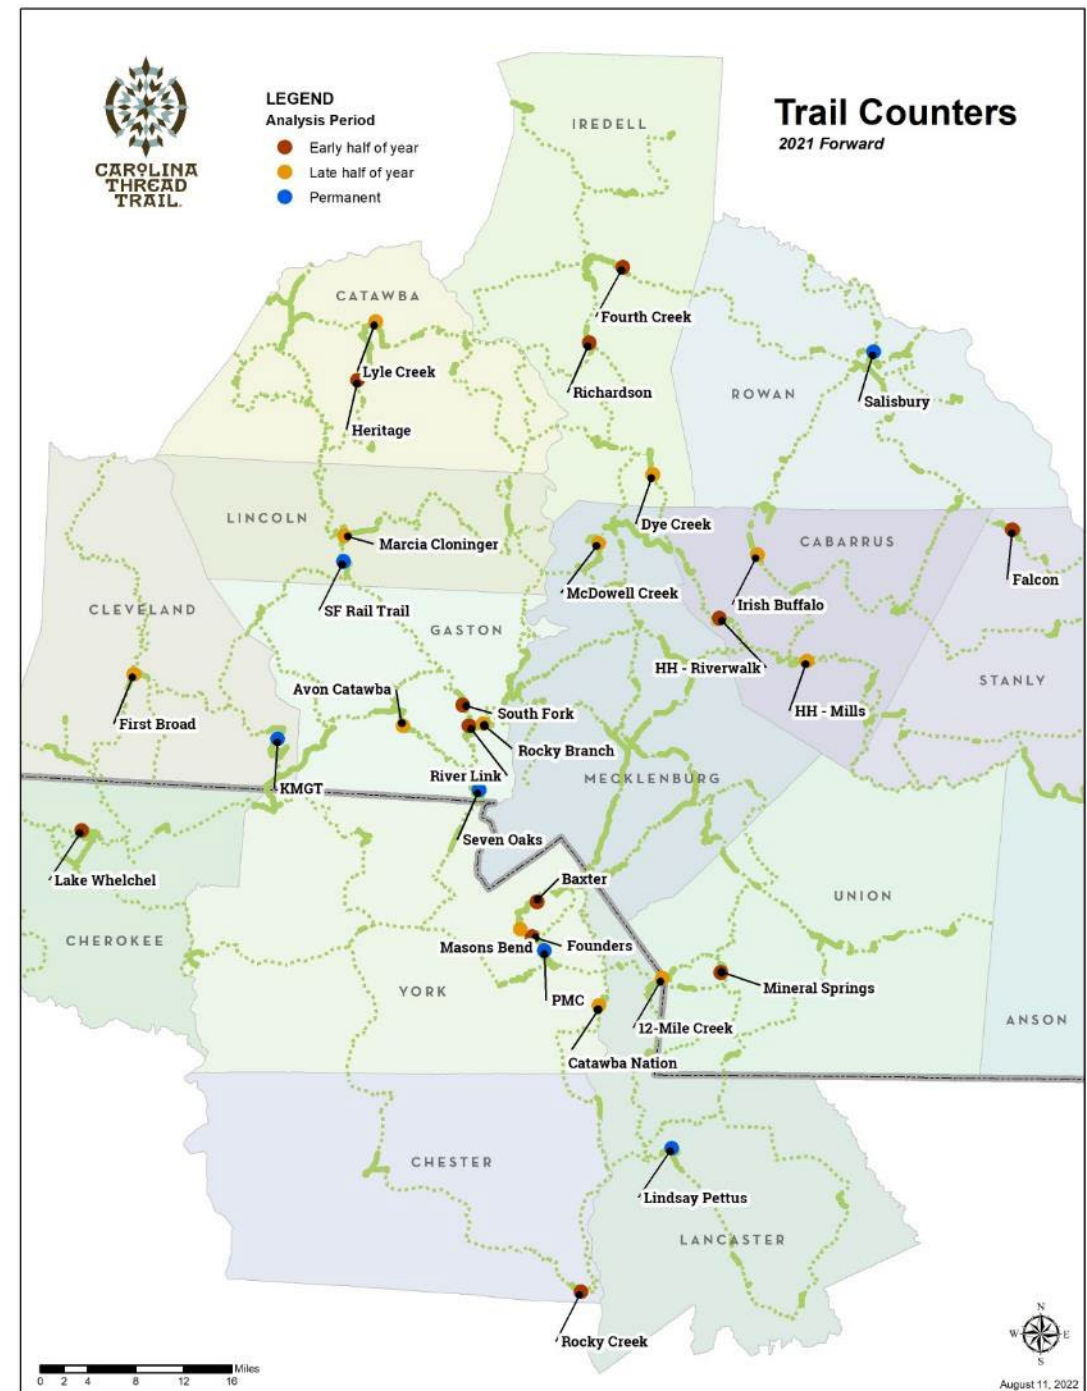 CAROLINA
THREAD
TRAIL.
LEGEND
Analysis Period
Early half of year
Late half of year
Permanent
Trail Counters
2021 Forward
IREDELL
CATAWBA
Fourth Creek
Lyle Creek
Richardson
ROWAN
Salisbury
Heritage
LINCOLN
Marcia Cloninger
Dye Creek
CABARRUS
Falcon
McDowell Creek
Irish Buffalo
CLEVELAND
SF Rail Trail
GASTON
HH - Riverwalk
STANLY
Avon Catawba
HH - Mills
First Broad
South Fork
Rocky Branch
River Link
MECKLENBURG
KMGT
Seven Oaks
Lake Whelchel
Baxter
UNION
CHEROKEE
Masons Bend
Founders
YORK
PMC
Mineral Springs
12-Mile Creek
ANSON
Catawba Nation
CHESTER
Lindsay Pettus
LANCASTER
Rocky Creek
N
W E
S
Miles
0 2 4 8 12 16
August 11, 2022